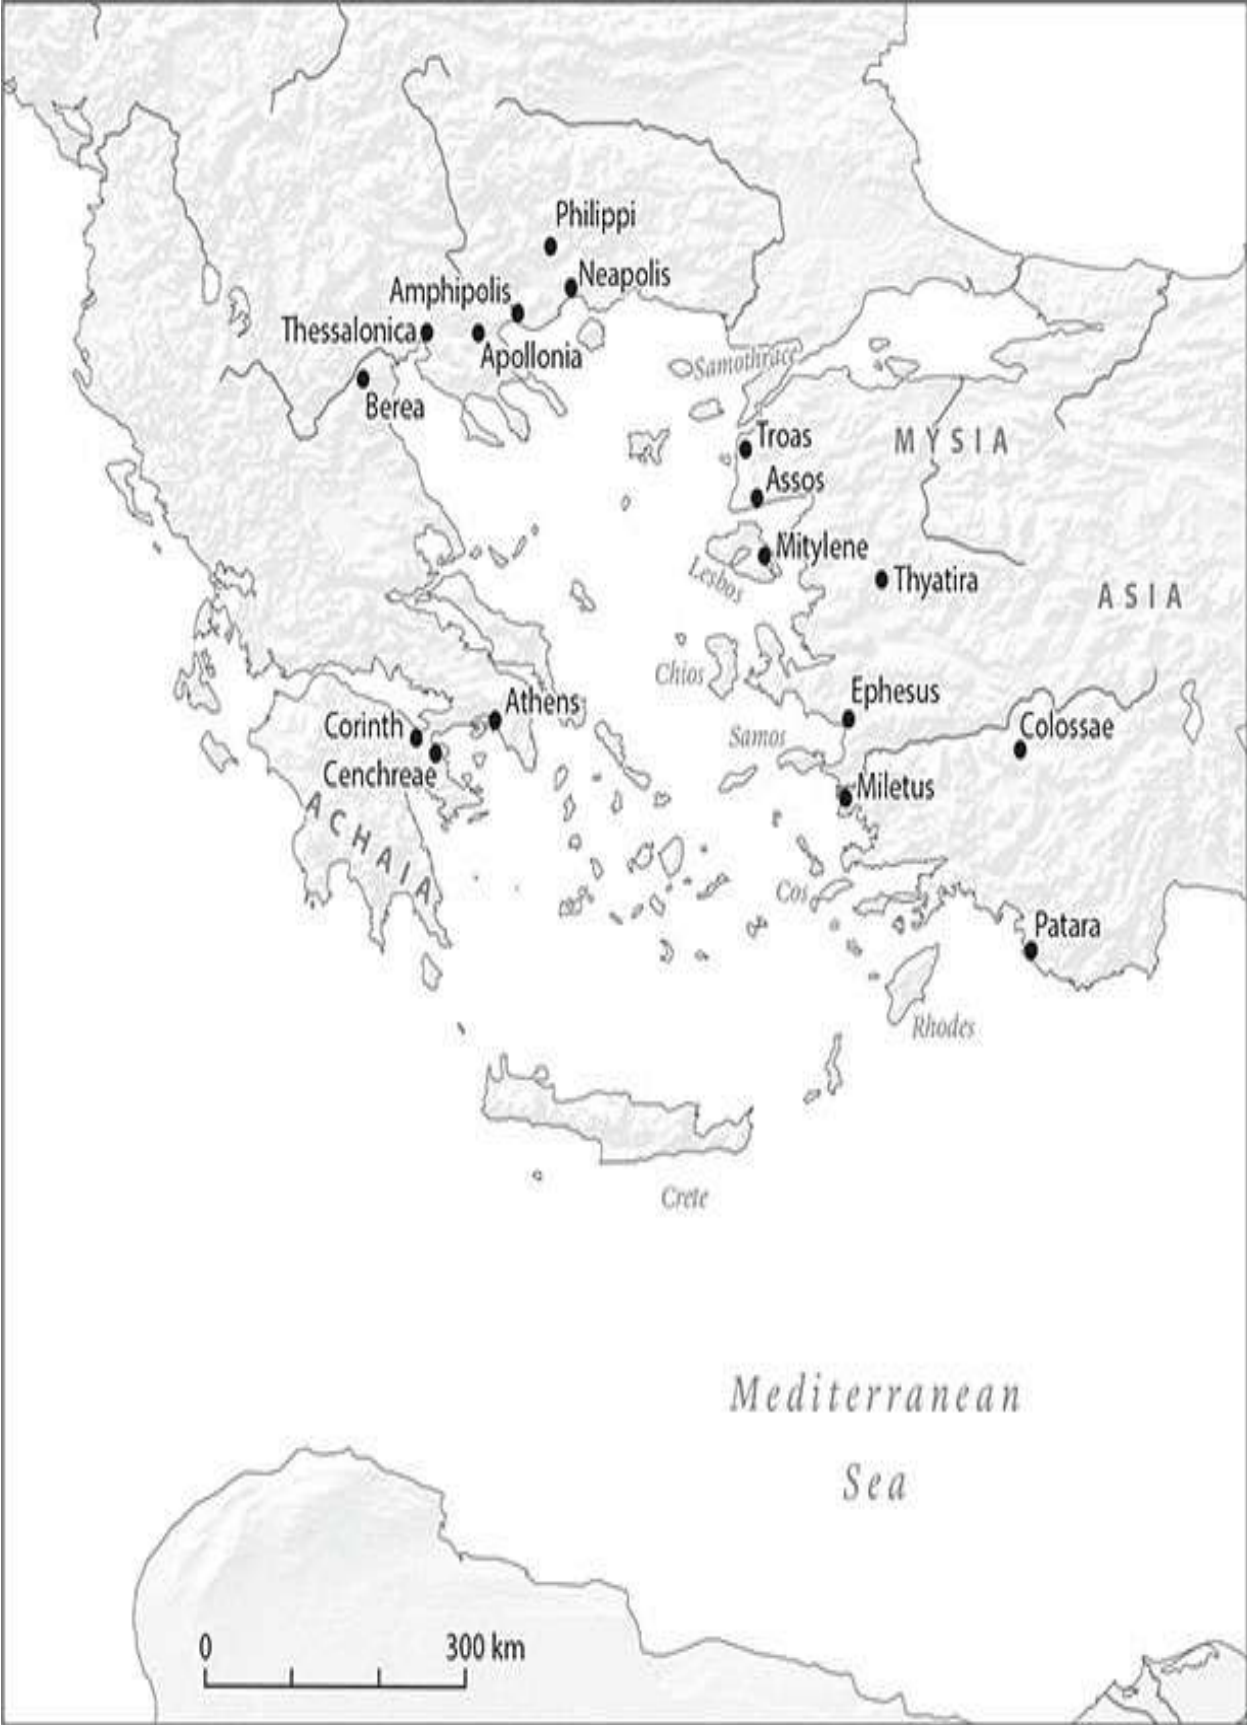 Philippi
Neapolis
Amphipolis
Thessalonica
Apollonia
Samothrace
Berea
Troas
MYSIA
Assos
Mitylene
Lesbos
Thyatira
ASIA
Chios
Ephesus
Athens
Corinth
Colossae
Samos
Cenchreae
Miletus
ACHAIA
Cos
Patara
Rhodes
Crete
Mediterranean
Sea
0 300 km